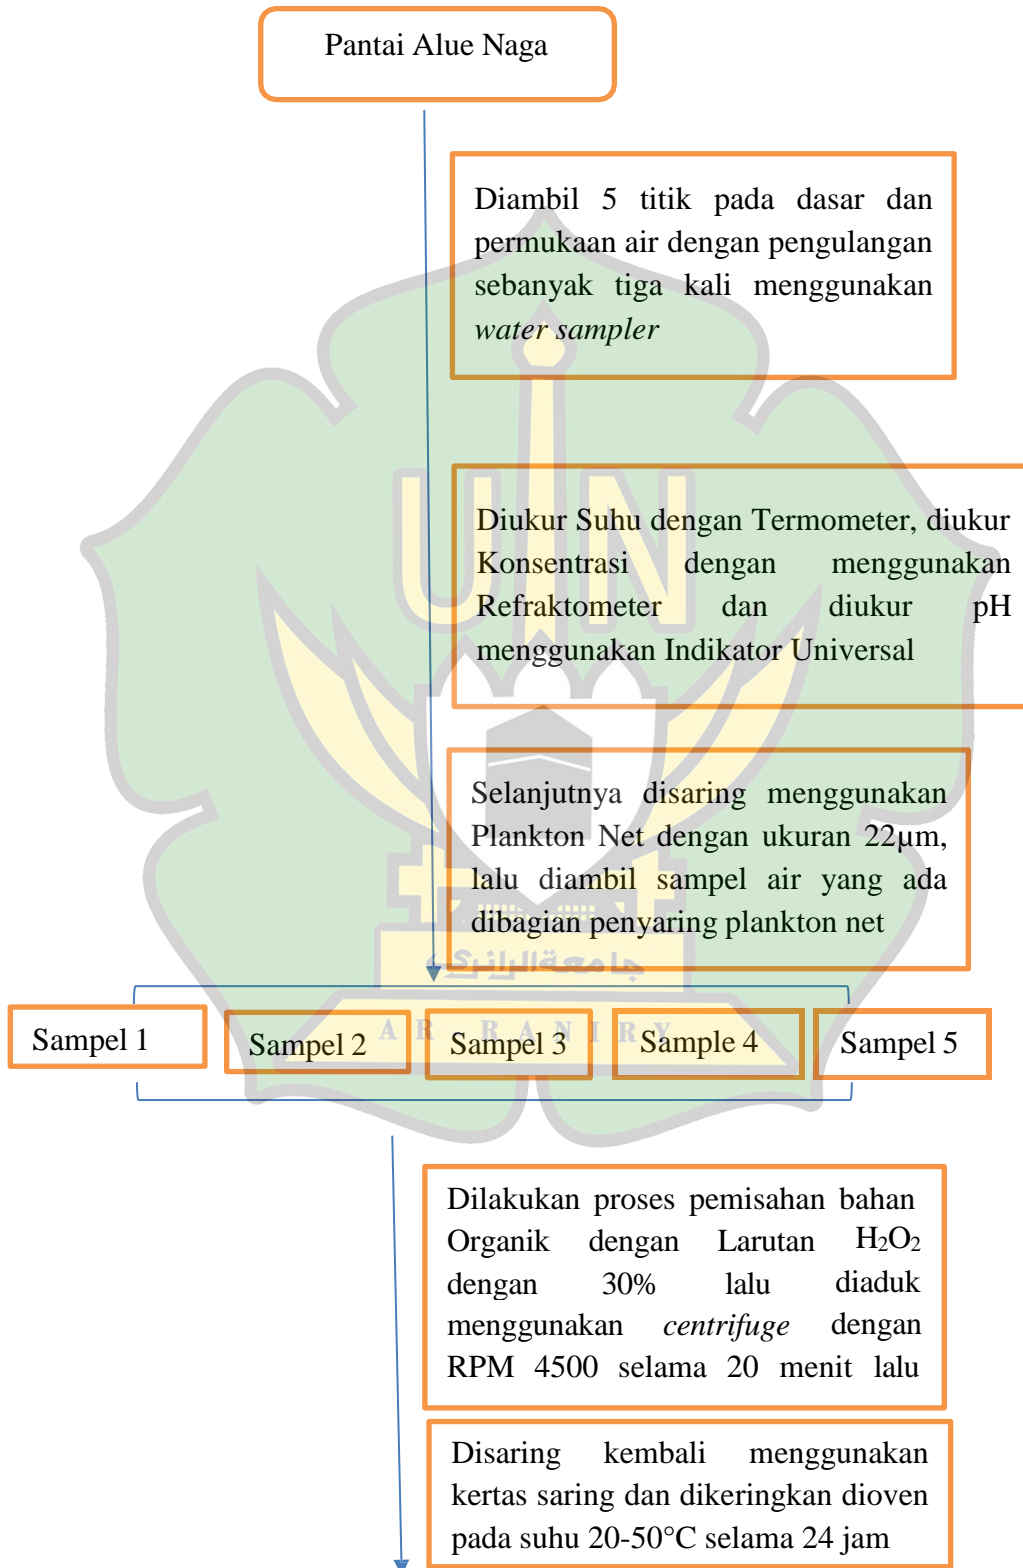 Pantai Alue Naga
Diambil 5 titik pada dasar dan
permukaan air dengan pengulangan
sebanyak tiga kali menggunakan
water sampler
UIN
Diukur Suhu dengan Termometer, diukur
Konsentrasi dengan menggunakan
Refraktometer dan diukur pH
menggunakan Indikator Universal
Selanjutnya disaring menggunakan
Plankton Net dengan ukuran 22µm,
lalu diambil sampel air yang ada
dibagian penyaring plankton net
جامعة الرانري
AR - RANIRY
Sampel 1
Sampel 2
Sampel 3
Sample 4
Sampel 5
Dilakukan proses pemisahan bahan
Organik dengan Larutan H₂O₂
dengan 30% lalu diaduk
menggunakan centrifuge dengan
RPM 4500 selama 20 menit lalu
Disaring kembali menggunakan
kertas saring dan dikeringkan dioven
pada suhu 20-50°C selama 24 jam